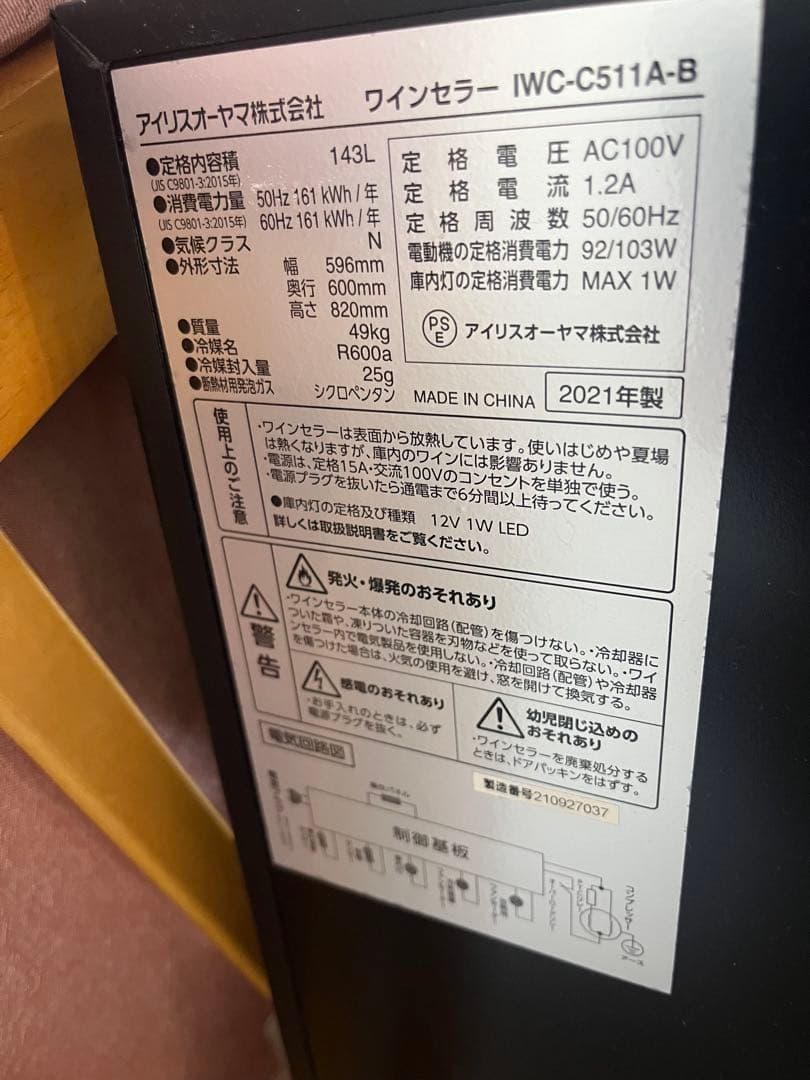 アイリスオーヤマ株式会社 ワインセラー IWC-C511A-B
●定格内容積 143L
(JIS C9801-3:2015年)
●消費電力量 50Hz 161 kWh / 年
(JIS C9801-3:2015年) 60Hz 161 kWh / 年
●気候クラス N
●外形寸法 幅 596mm
奥行 600mm
高さ 820mm
●質量 49kg
●冷媒名 R600a
●冷媒封入量 25g
●断熱材用発泡ガス シクロペンタン
定格電圧 AC100V
定格電流 1.2A
定格周波数 50/60Hz
電動機の定格消費電力 92/103W
庫内灯の定格消費電力 MAX 1W
PSE アイリスオーヤマ株式会社
MADE IN CHINA 2021年製
使用上のご注意
・ワインセラーは表面から放熱しています。使いはじめや夏場
は熱くなりますが、庫内のワインには影響ありません。
・電源は、定格15A・交流100Vのコンセントを単独で使う。
・電源プラグを抜いたら通電まで6分間以上待ってください。
●庫内灯の定格及び種類 12V 1W LED
詳しくは取扱説明書をご覧ください。
警告
発火・爆発のおそれあり
・ワインセラー本体の冷却回路(配管)を傷つけない。・冷却器に
ついた霜や、凍りついた容器を刃物などを使って取らない。・ワイ
ンセラー内で電気製品を使用しない。・冷却回路(配管)や冷却器
を傷つけた場合は、火気の使用を避け、窓を開けて換気する。
感電のおそれあり
・お手入れのときは、必ず
電源プラグを抜く。
幼児閉じ込めの
おそれあり
・ワインセラーを廃棄処分する
ときは、ドアパッキンをはずす。
電気回路図
製造番号210927037
制御基板
コンプレッサー
アース